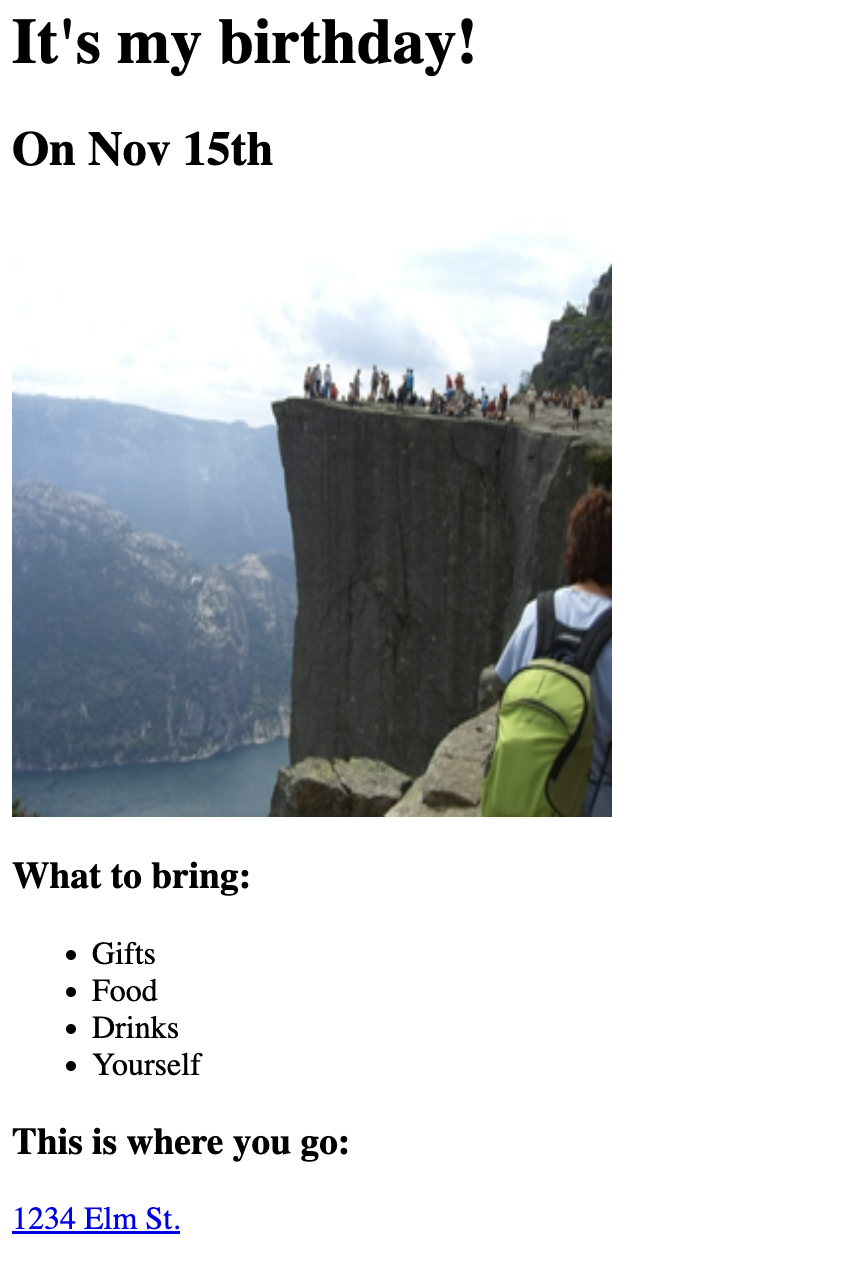 It's my birthday!
On Nov 15th
What to bring:
Gifts
Food
Drinks
Yourself
This is where you go:
1234 Elm St.